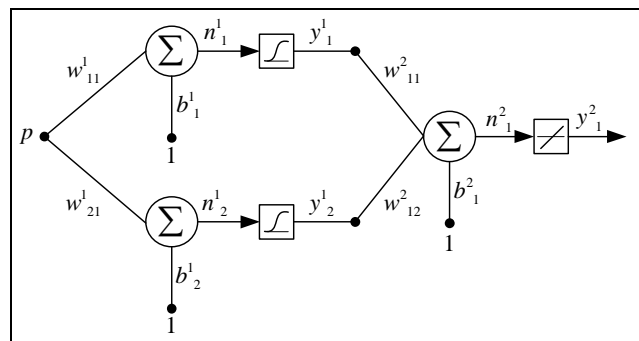 n¹₁ y¹₁
Σ
w¹₁₁ w²₁₁
b¹₁
n²₁ y²₁
p 1 Σ
w¹₂₁ n¹₂ y¹₂ w²₁₂
Σ b²₁
b¹₂ 1
1